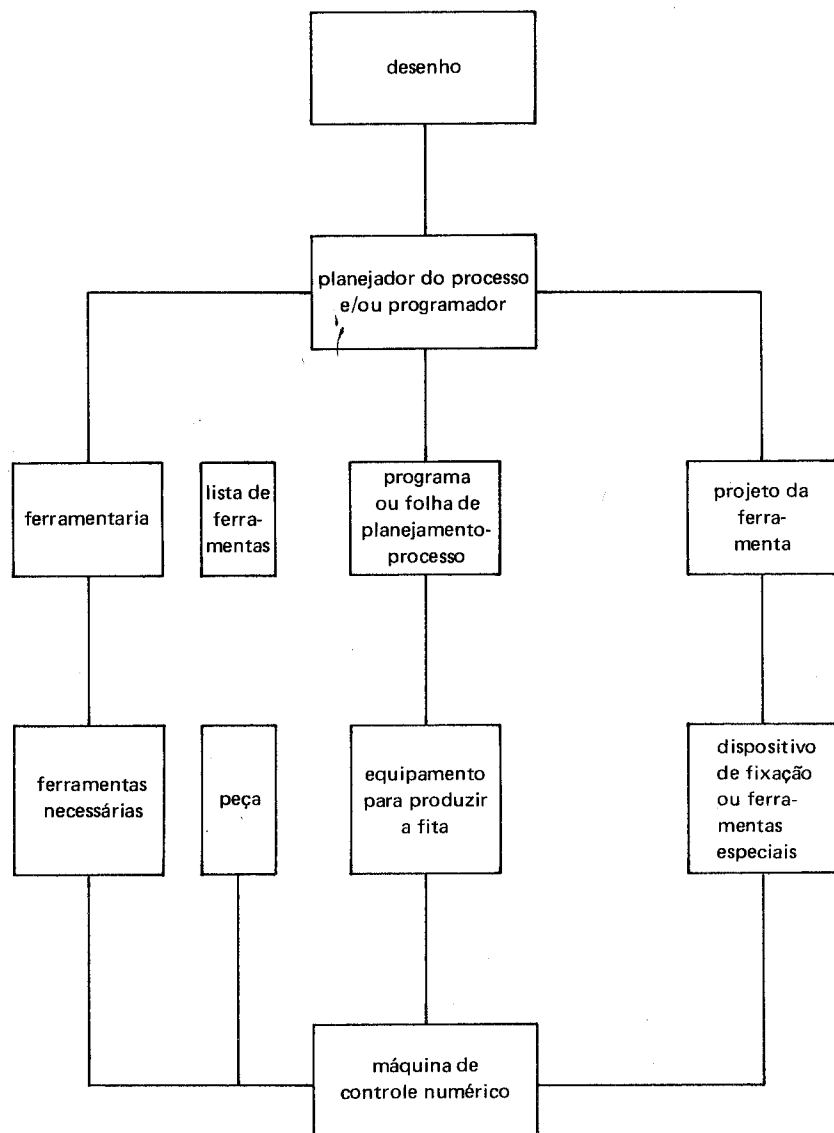 desenho
planejador do processo
e/ou programador
ferramentaria
lista de
ferra-
mentas
programa
ou folha de
planejamento-
processo
projeto da
ferra-
menta
ferramentas
necessárias
peça
equipamento
para produzir
a fita
dispositivo
de fixação
ou ferra-
mentas
especiais
máquina de
controle numérico